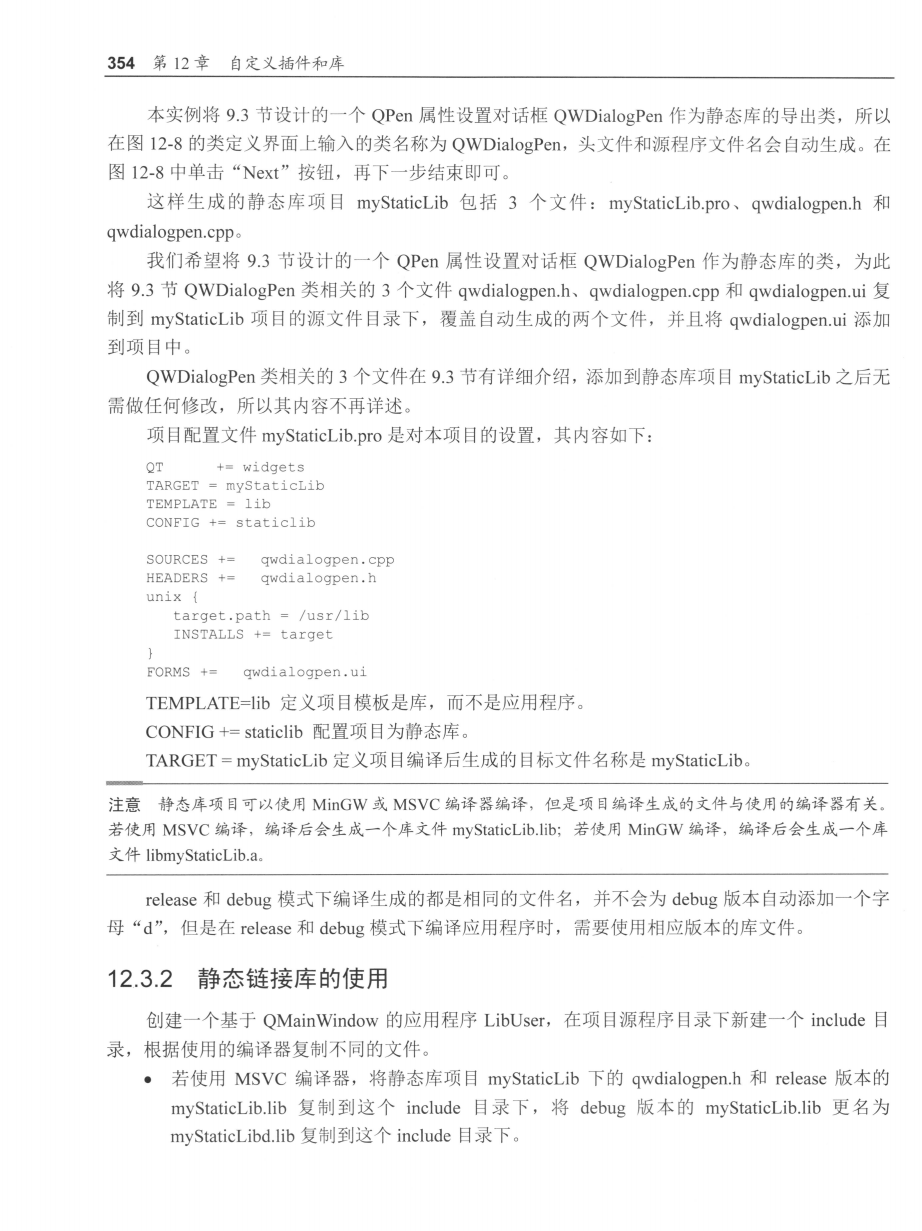 354 第 12 章 自定义插件和库
本实例将 9.3 节设计的一个 QPen 属性设置对话框 QWDialogPen 作为静态库的导出类，所以
在图 12-8 的类定义界面上输入的类名称为 QWDialogPen，头文件和源程序文件名会自动生成。在
图 12-8 中单击“Next”按钮，再下一步结束即可。
这样生成的静态库项目 myStaticLib 包括 3 个文件：myStaticLib.pro、qwdialogpen.h 和
qwdialogpen.cpp。
我们希望将 9.3 节设计的一个 QPen 属性设置对话框 QWDialogPen 作为静态库的类，为此
将 9.3 节 QWDialogPen 类相关的 3 个文件 qwdialogpen.h、qwdialogpen.cpp 和 qwdialogpen.ui 复
制到 myStaticLib 项目的源文件目录下，覆盖自动生成的两个文件，并且将 qwdialogpen.ui 添加
到项目中。
QWDialogPen 类相关的 3 个文件在 9.3 节有详细介绍，添加到静态库项目 myStaticLib 之后无
需做任何修改，所以其内容不再详述。
项目配置文件 myStaticLib.pro 是对本项目的设置，其内容如下：
QT += widgets
TARGET = myStaticLib
TEMPLATE = lib
CONFIG += staticlib
SOURCES += qwdialogpen.cpp
HEADERS += qwdialogpen.h
unix {
target.path = /usr/lib
INSTALLS += target
}
FORMS += qwdialogpen.ui
TEMPLATE=lib 定义项目模板是库，而不是应用程序。
CONFIG += staticlib 配置项目为静态库。
TARGET = myStaticLib 定义项目编译后生成的目标文件名称是 myStaticLib。
注意 静态库项目可以使用 MinGW 或 MSVC 编译器编译，但是项目编译生成的文件与使用的编译器有关。
若使用 MSVC 编译，编译后会生成一个库文件 myStaticLib.lib；若使用 MinGW 编译，编译后会生成一个库
文件 libmyStaticLib.a。
release 和 debug 模式下编译生成的都是相同的文件名，并不会为 debug 版本自动添加一个字
母“d”，但是在 release 和 debug 模式下编译应用程序时，需要使用相应版本的库文件。
12.3.2 静态链接库的使用
创建一个基于 QMainWindow 的应用程序 LibUser，在项目源程序目录下新建一个 include 目
录，根据使用的编译器复制不同的文件。
● 若使用 MSVC 编译器，将静态库项目 myStaticLib 下的 qwdialogpen.h 和 release 版本的
myStaticLib.lib 复制到这个 include 目录下，将 debug 版本的 myStaticLib.lib 更名为
myStaticLibd.lib 复制到这个 include 目录下。